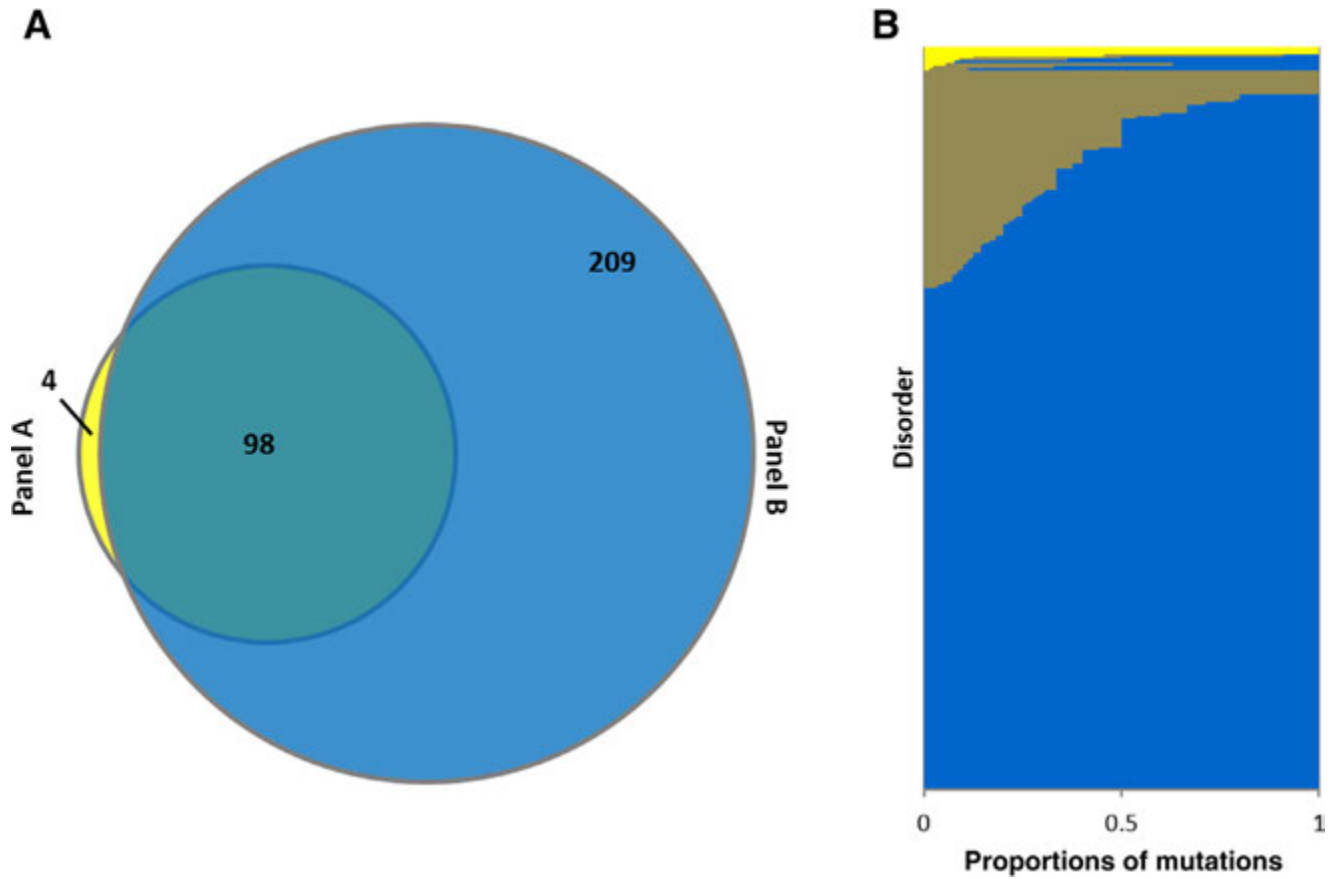 A
B
209
4
98
Panel A
Panel B
Disorder
0 0.5 1
Proportions of mutations